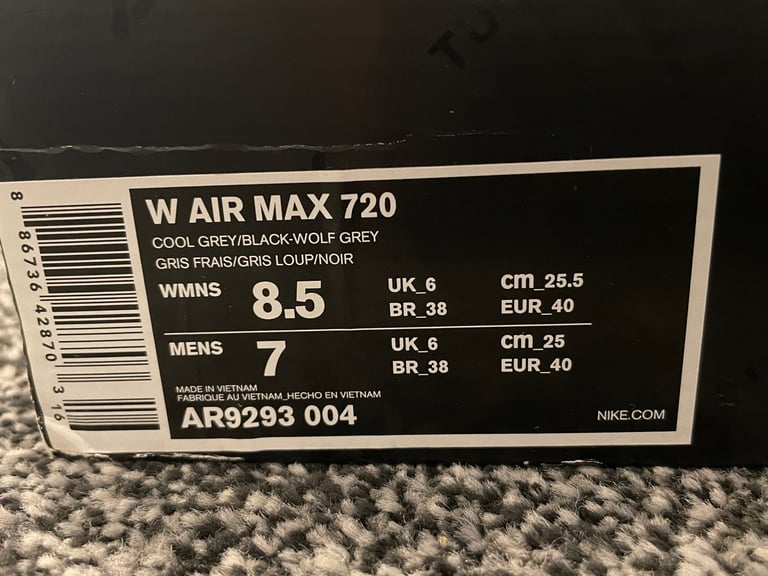 W AIR MAX 720
COOL GREY/BLACK-WOLF GREY
GRIS FRAIS/GRIS LOUP/NOIR
WMNS 8.5 UK_6 cm_25.5
BR_38 EUR_40
MENS 7 UK_6 cm_25
BR_38 EUR_40
MADE IN VIETNAM
FABRIQUE AU VIETNAM_HECHO EN VIETNAM
AR9293 004
NIKE.COM
8 86736 42870 3 16